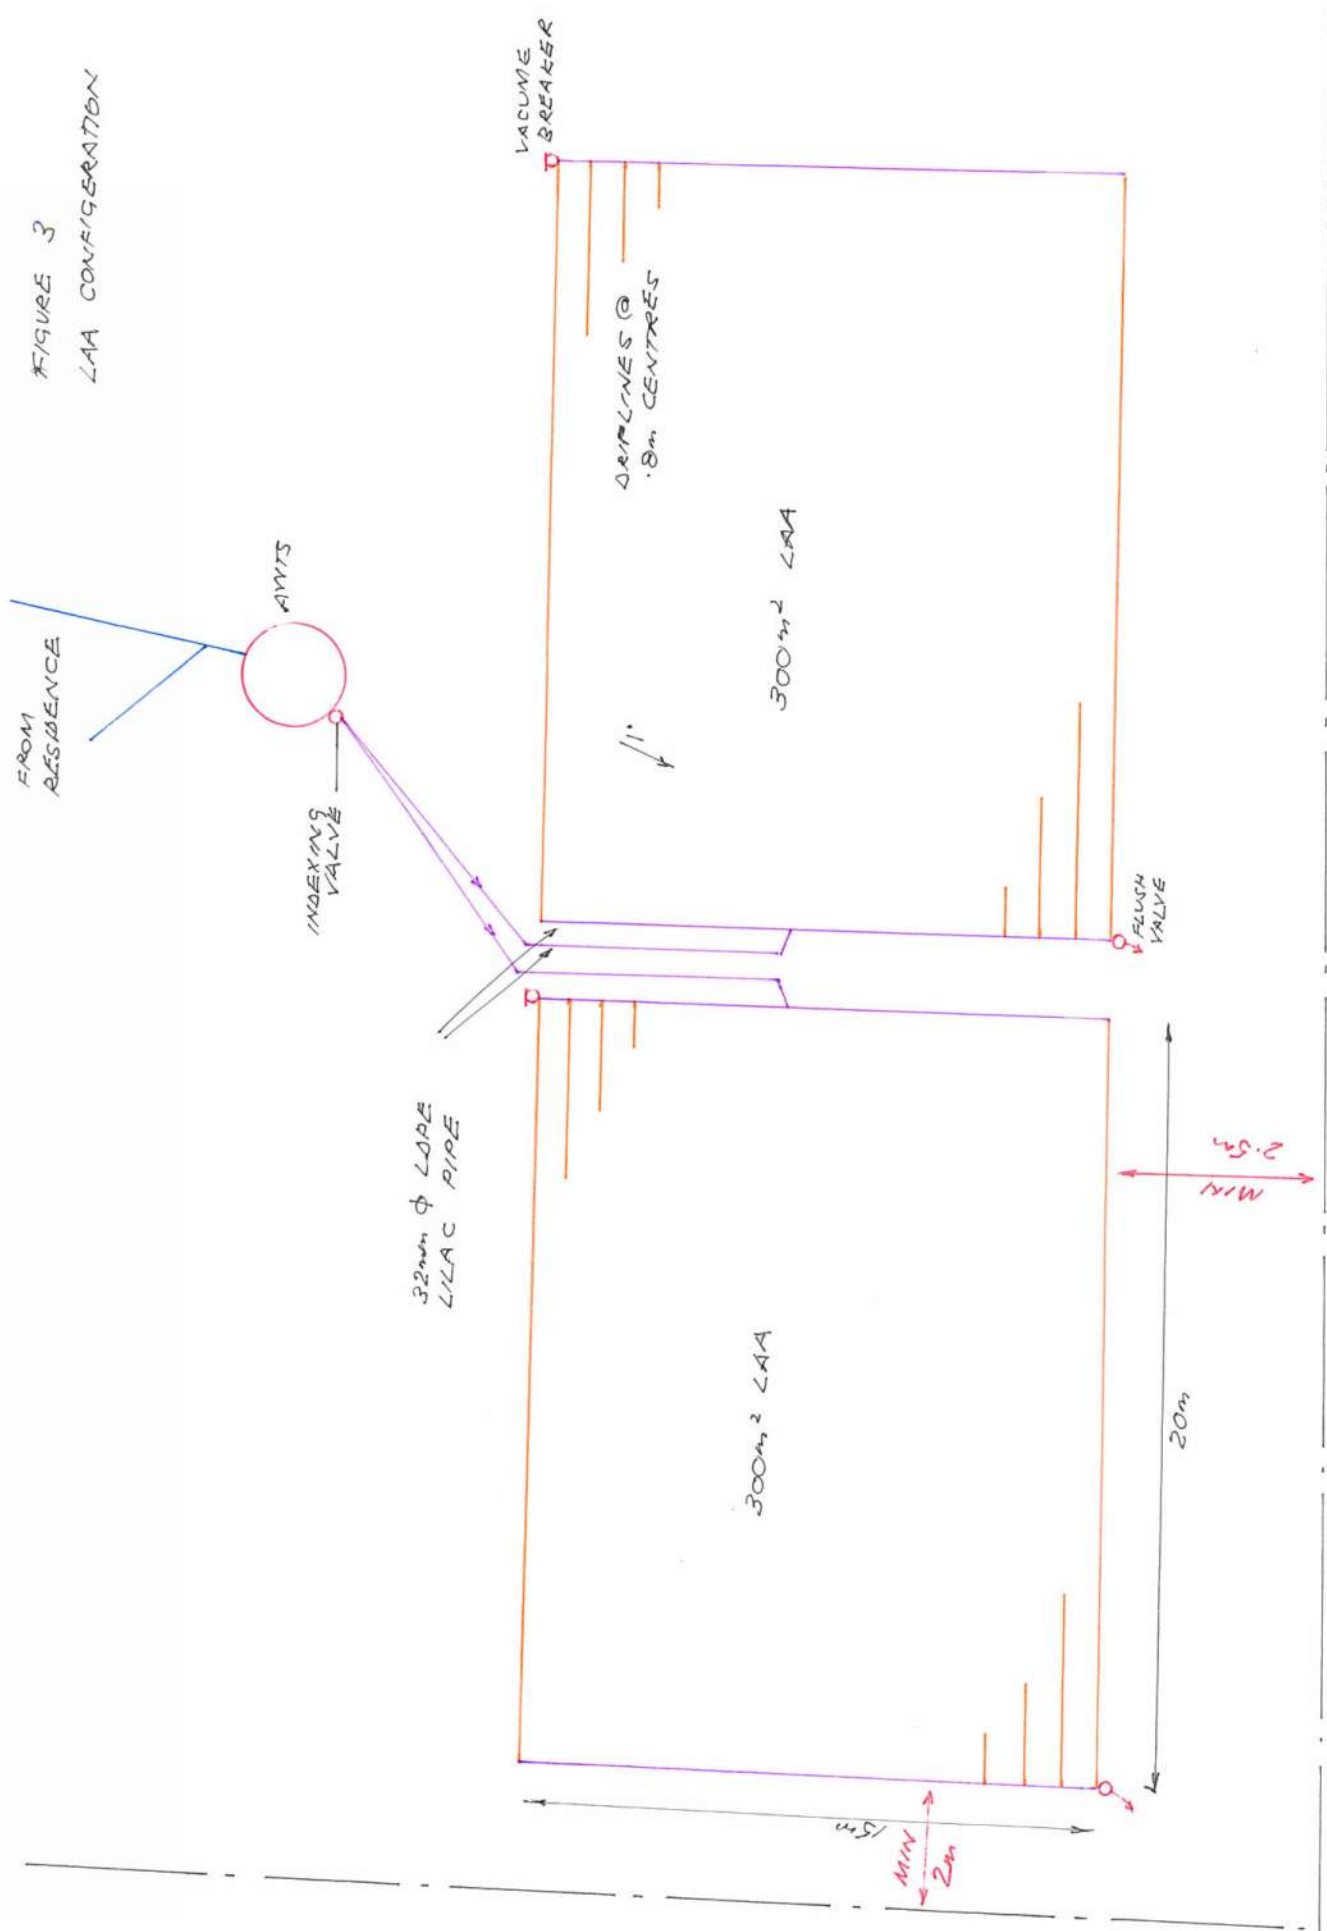 FIGURE 3
LAA CONFIGERATION
FROM
RESIDENCE
AWTS
INDEXING
VALVE
VACUME
BREAKER
32mm ϕ LDPE
LILAC PIPE
DRIPLINES @
.8m CENTRES
1°
300m² LAA
300m² LAA
FLUSH
VALVE
15m
MIN
2m
20m
MIN
2.5m